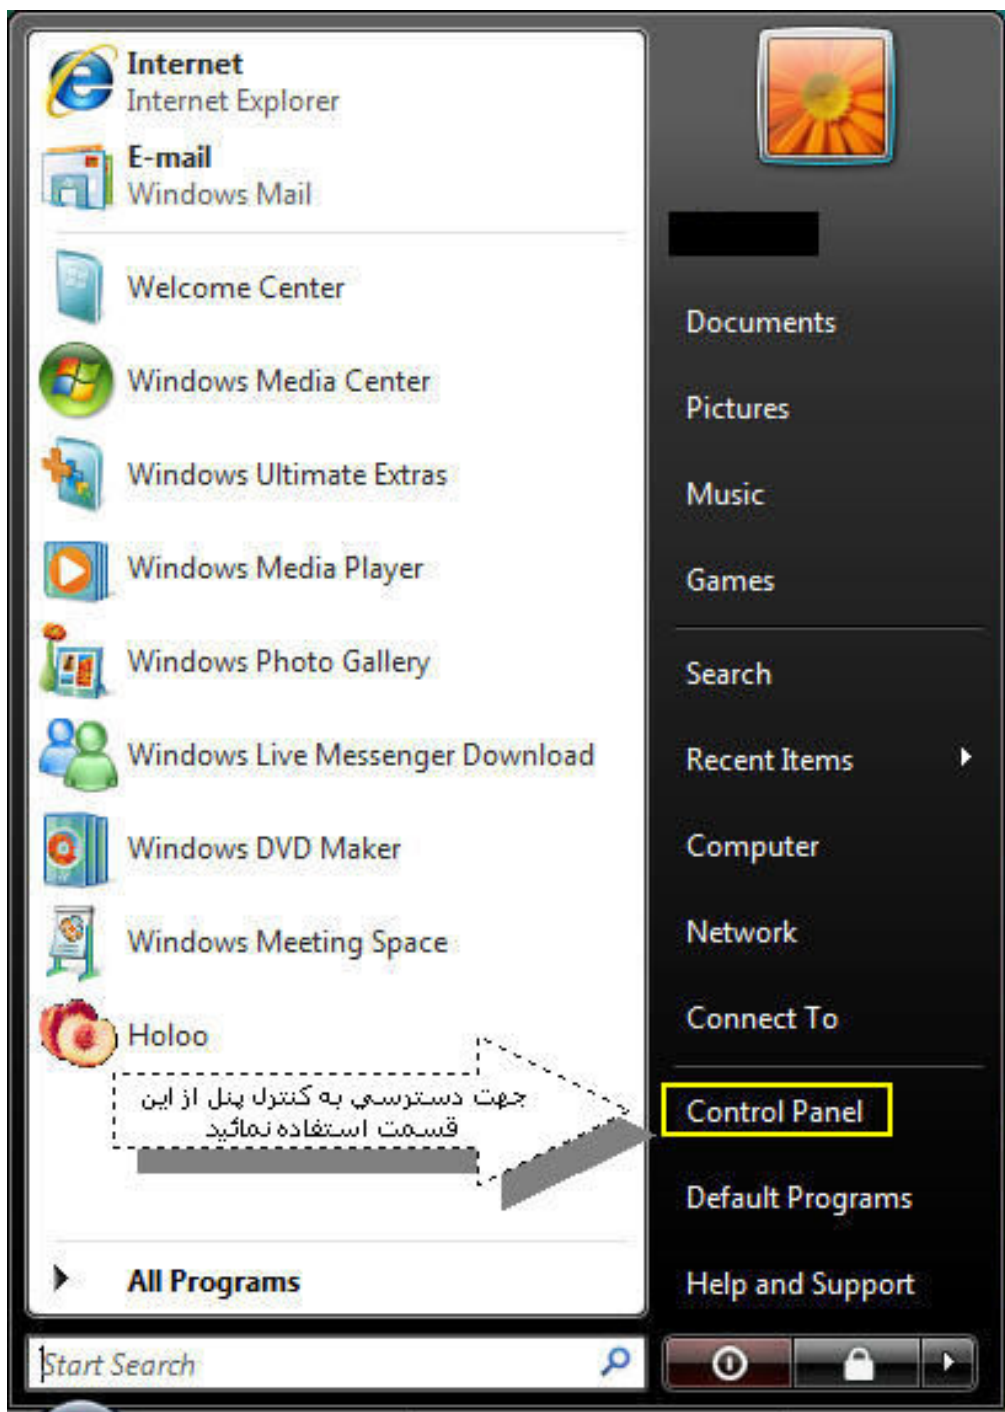 Internet
Internet Explorer
E-mail
Windows Mail
Welcome Center
Windows Media Center
Windows Ultimate Extras
Windows Media Player
Windows Photo Gallery
Windows Live Messenger Download
Windows DVD Maker
Windows Meeting Space
Holoo
جهت دسترسي به کنترل پنل از اين
قسمت استفاده نمائيد
All Programs
Start Search
Documents
Pictures
Music
Games
Search
Recent Items
Computer
Network
Connect To
Control Panel
Default Programs
Help and Support